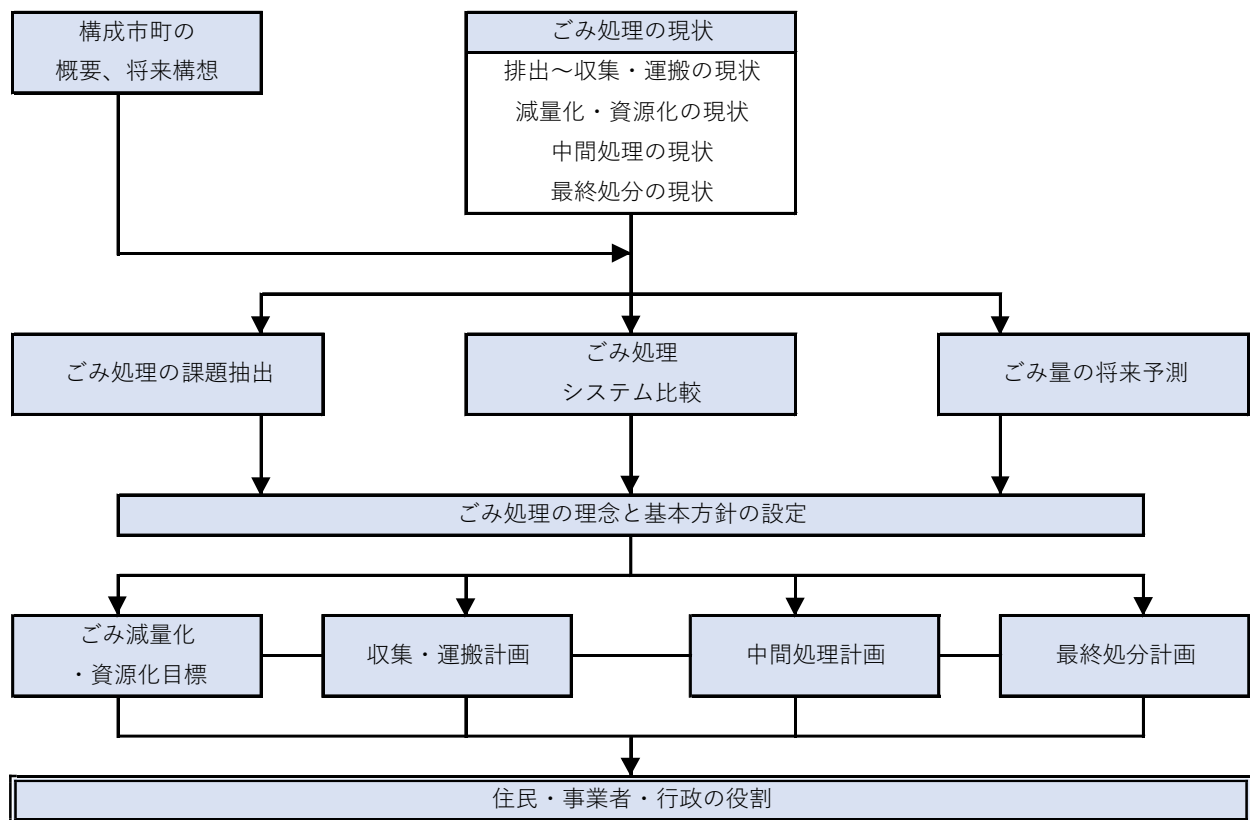 構成市町の
概要、将来構想
ごみ処理の現状
排出～収集・運搬の現状
減量化・資源化の現状
中間処理の現状
最終処分の現状
ごみ処理の課題抽出
ごみ処理
システム比較
ごみ量の将来予測
ごみ処理の理念と基本方針の設定
ごみ減量化
・資源化目標
収集・運搬計画
中間処理計画
最終処分計画
住民・事業者・行政の役割